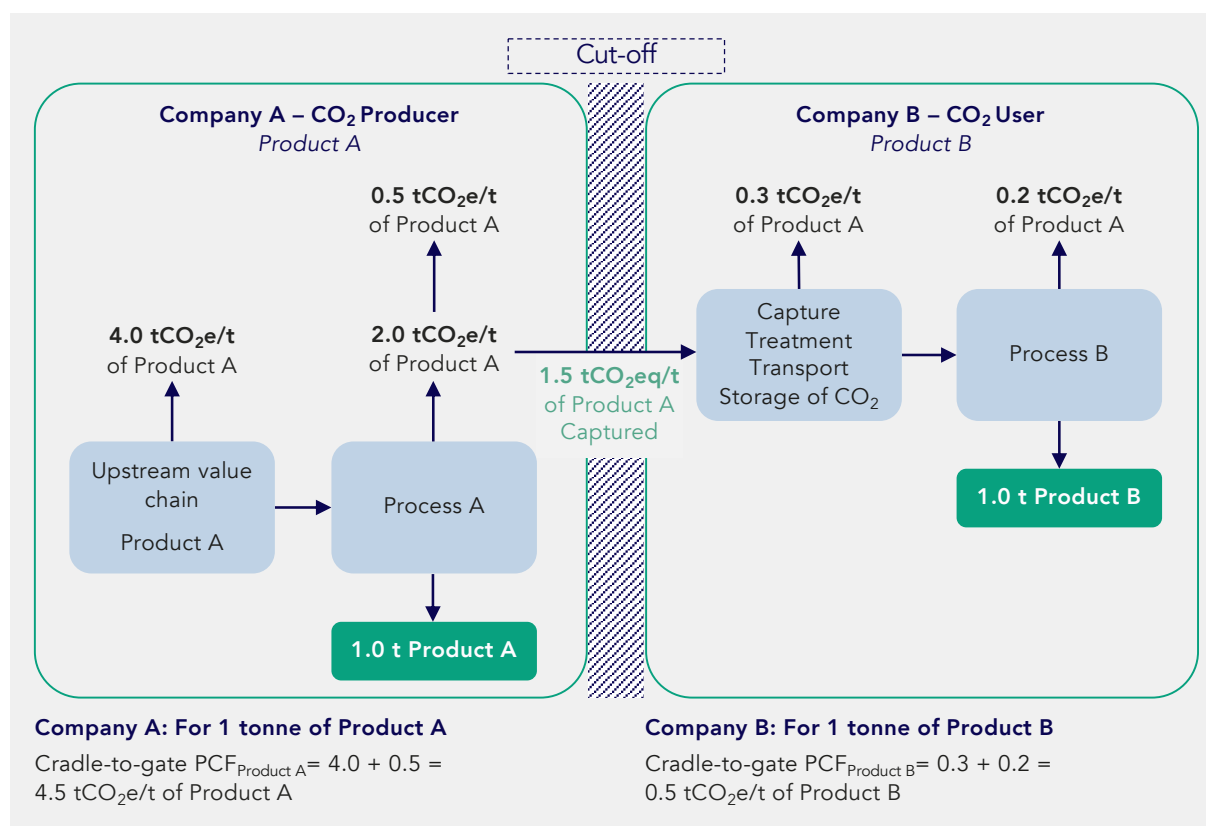 Cut-off
Company A – CO₂ Producer
Product A
0.5 tCO₂e/t
of Product A
4.0 tCO₂e/t
of Product A
2.0 tCO₂e/t
of Product A
Upstream value
chain
Product A
Process A
1.0 t Product A
1.5 tCO₂eq/t
of Product A
Captured
Company B – CO₂ User
Product B
0.3 tCO₂e/t
of Product A
0.2 tCO₂e/t
of Product A
Capture
Treatment
Transport
Storage of CO₂
Process B
1.0 t Product B
Company A: For 1 tonne of Product A
Cradle-to-gate PCF Product A= 4.0 + 0.5 =
4.5 tCO₂e/t of Product A
Company B: For 1 tonne of Product B
Cradle-to-gate PCF Product B= 0.3 + 0.2 =
0.5 tCO₂e/t of Product B